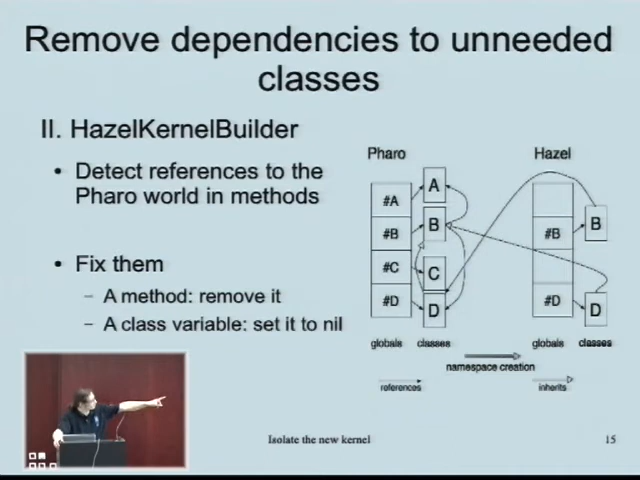 Remove dependencies to unneeded
classes
II. HazelKernelBuilder
• Detect references to the
Pharo world in methods
• Fix them
– A method: remove it
– A class variable: set it to nil
Pharo
Hazel
#A
#B
#C
#D
A
B
C
D
#B
#D
B
D
globals
classes
globals
classes
namespace creation
references
inherits
Isolate the new kernel
15